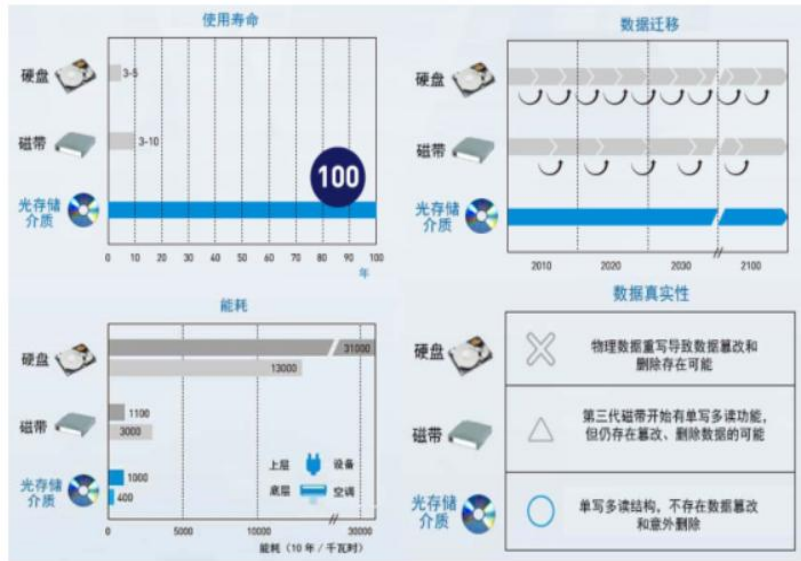 使用寿命
硬盘
3-5
磁带
3-10
100
光存储
介质
0 10 20 30 40 50 60 70 80 90 100
年
数据迁移
硬盘
磁带
光存储
介质
2010 2020 2030 2100
能耗
硬盘
31000
13000
磁带
1100
3000
光存储
介质
1000
400
上层 设备
底层 空调
0 5000 10000 30000
能耗（10 年/千瓦时）
数据真实性
硬盘
物理数据重写导致数据篡改和
删除存在可能
磁带
第三代磁带开始有单写多读功能，
但仍存在篡改、删除数据的可能
光存储
介质
单写多读结构，不存在数据篡改
和意外删除